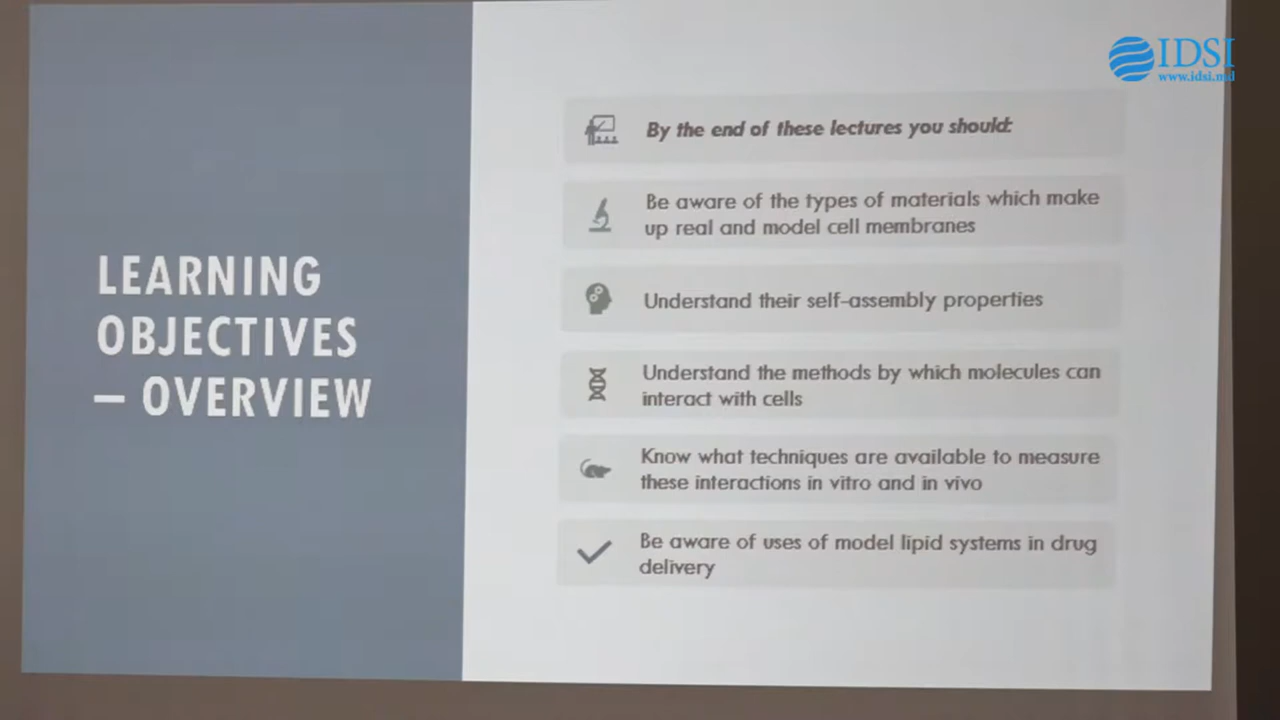 IDSI
www.idsi.md
LEARNING
OBJECTIVES
— OVERVIEW
By the end of these lectures you should:
Be aware of the types of materials which make
up real and model cell membranes
Understand their self-assembly properties
Understand the methods by which molecules can
interact with cells
Know what techniques are available to measure
these interactions in vitro and in vivo
Be aware of uses of model lipid systems in drug
delivery